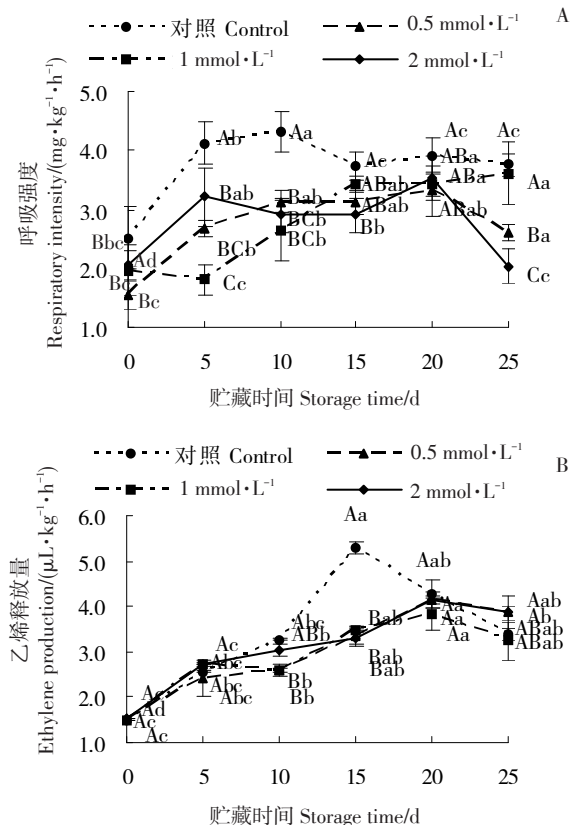 A
对照 Control 0.5 mmol·L⁻¹
1 mmol·L⁻¹ 2 mmol·L⁻¹
呼吸强度
Respiratory intensity/(mg·kg⁻¹·h⁻¹)
5.0
4.0
3.0
2.0
1.0
Ab
Aa
Ac
Ac
Ac
ABa
Bbc
Bab
Bab
ABab
ABa
Aa
Ad
BCb
BCb
BCb
ABab
Bb
ABab
Ba
Bc
Bc
Cc
Cc
0 5 10 15 20 25
贮藏时间 Storage time/d
B
对照 Control 0.5 mmol·L⁻¹
1 mmol·L⁻¹ 2 mmol·L⁻¹
乙烯释放量
Ethylene production/(μL·kg⁻¹·h⁻¹)
6.0
5.0
4.0
3.0
2.0
1.0
Aa
Aab
Aab
Abc
ABb
Bab
Aa
Aa
Aa
Ab
ABab
ABab
Ac
Abc
Abc
Abc
Bb
Bb
Bab
Bab
Ac
Ad
Ac
Ac
0 5 10 15 20 25
贮藏时间 Storage time/d